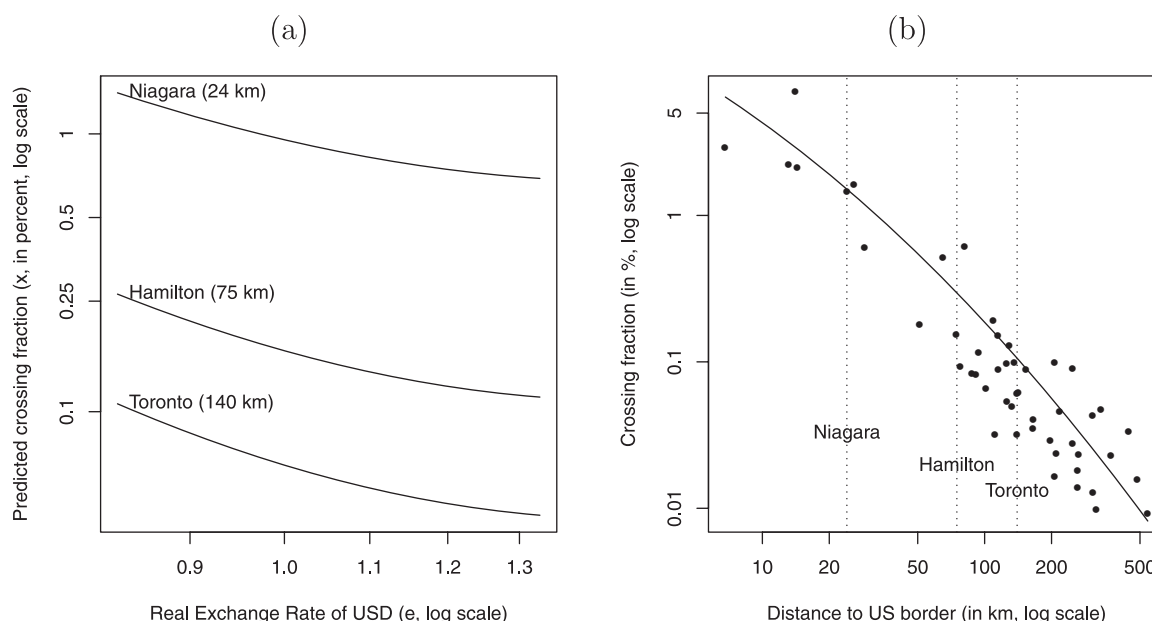 (a)
Predicted crossing fraction (x, in percent, log scale)
1
0.5
0.25
0.1
Niagara (24 km)
Hamilton (75 km)
Toronto (140 km)
0.9
1.0
1.1
1.2
1.3
Real Exchange Rate of USD (e, log scale)
(b)
Crossing fraction (in %, log scale)
5
1
0.1
0.01
Niagara
Hamilton
Toronto
10
20
50
100
200
500
Distance to US border (in km, log scale)